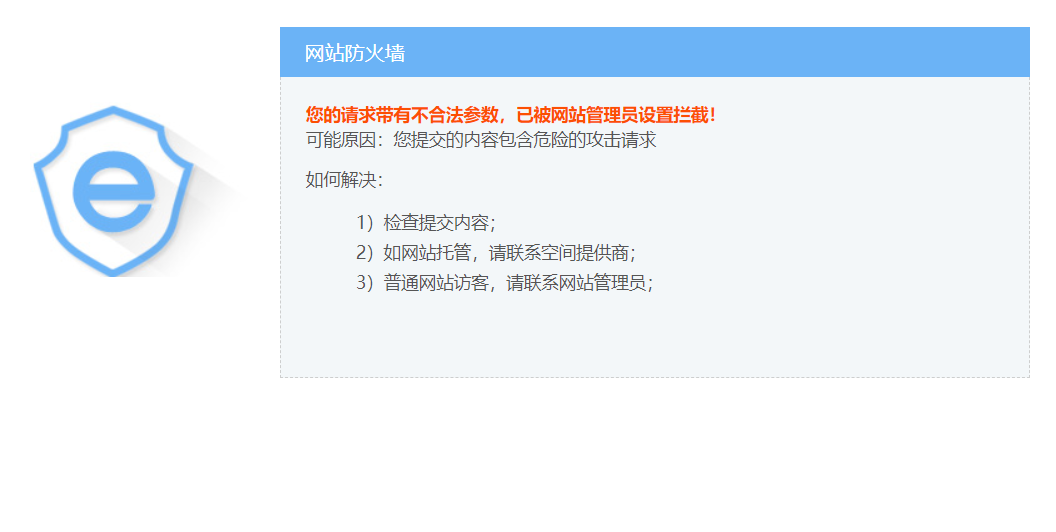 网站防火墙
您的请求带有不合法参数，已被网站管理员设置拦截！
可能原因：您提交的内容包含危险的攻击请求
如何解决：
1）检查提交内容；
2）如网站托管，请联系空间提供商；
3）普通网站访客，请联系网站管理员；